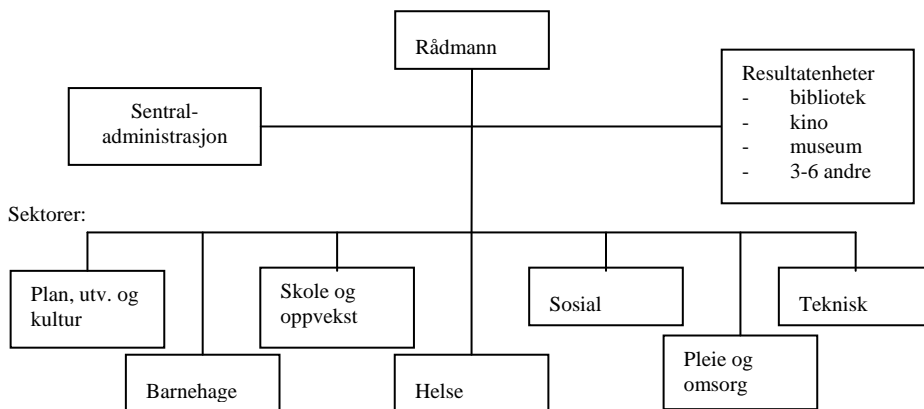 Rådmann
Sentral-
administrasjon
Resultatenheter
- bibliotek
- kino
- museum
- 3-6 andre
Sektorer:
Plan, utv. og
kultur
Barnehage
Skole og
oppvekst
Helse
Sosial
Pleie og
omsorg
Teknisk